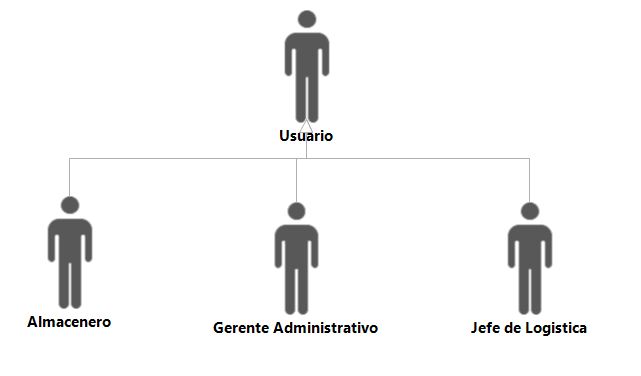 Usuario
Almacenero
Gerente Administrativo
Jefe de Logistica